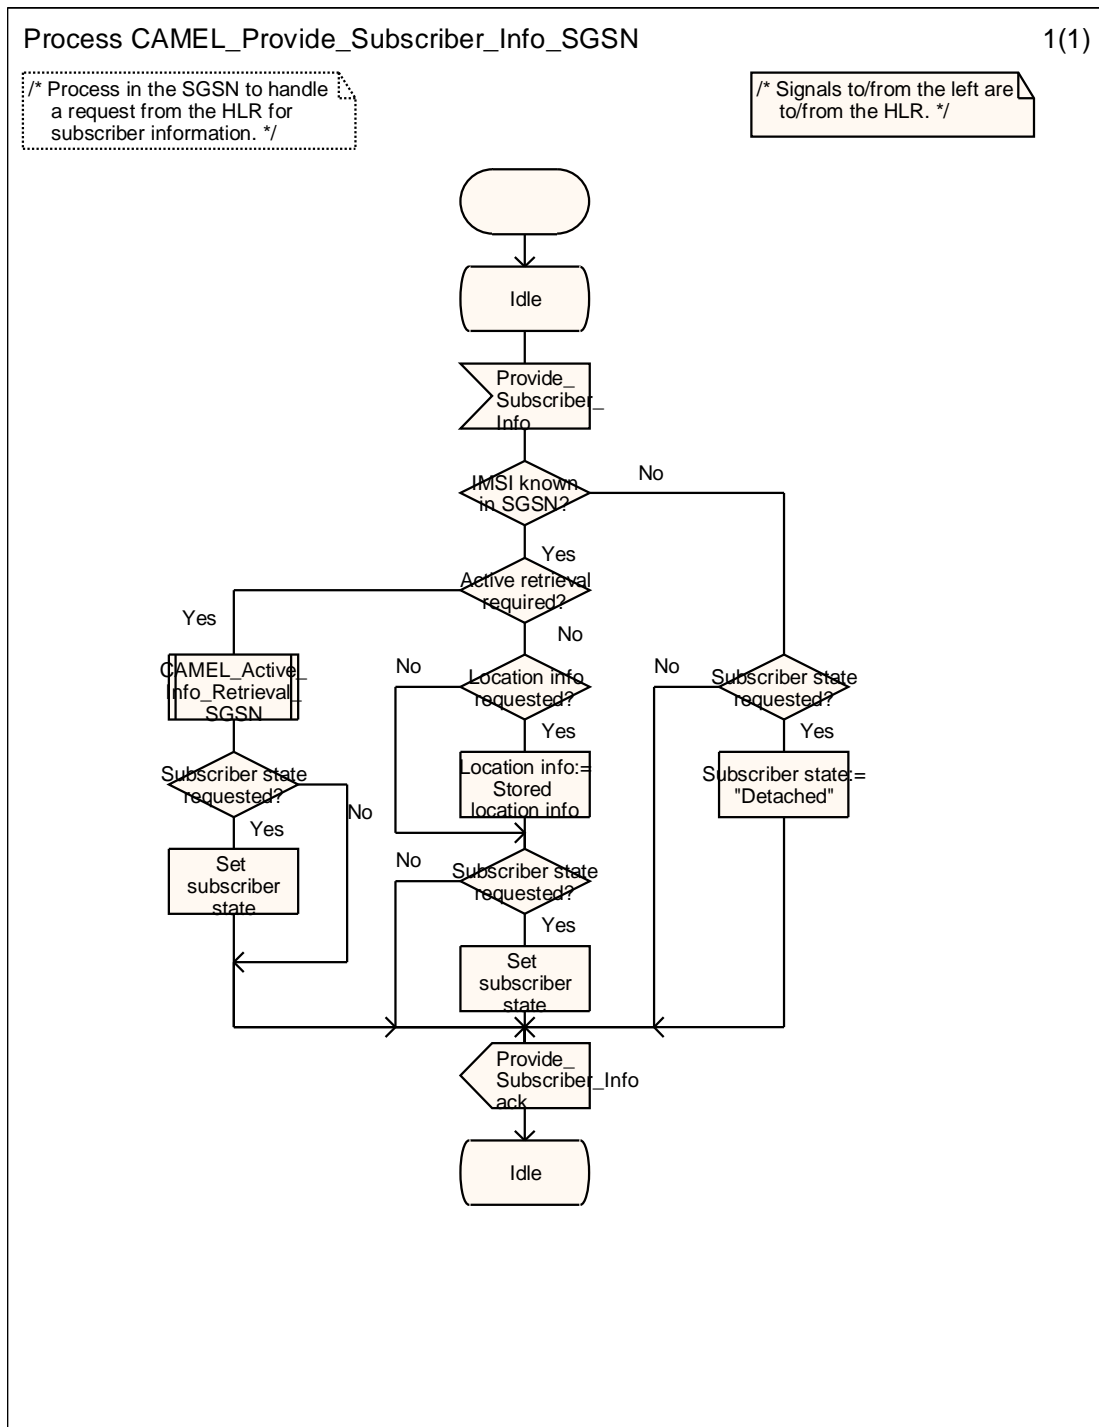 Process CAMEL_Provide_Subscriber_Info_SGSN
1(1)
/* Process in the SGSN to handle
a request from the HLR for
subscriber information. */
/* Signals to/from the left are
to/from the HLR. */
Idle
Provide_
Subscriber_
Info
IMSI known
in SGSN?
No
Yes
Active retrieval
required?
Yes
No
CAMEL_Active_
Info_Retrieval_
SGSN
No
Location info
requested?
No
Subscriber state
requested?
Yes
Yes
Subscriber state
requested?
Location info:=
Stored
location info
Subscriber state:=
"Detached"
No
Yes
Set
subscriber
state
No
Subscriber state
requested?
Yes
Set
subscriber
state
Provide_
Subscriber_Info
ack
Idle